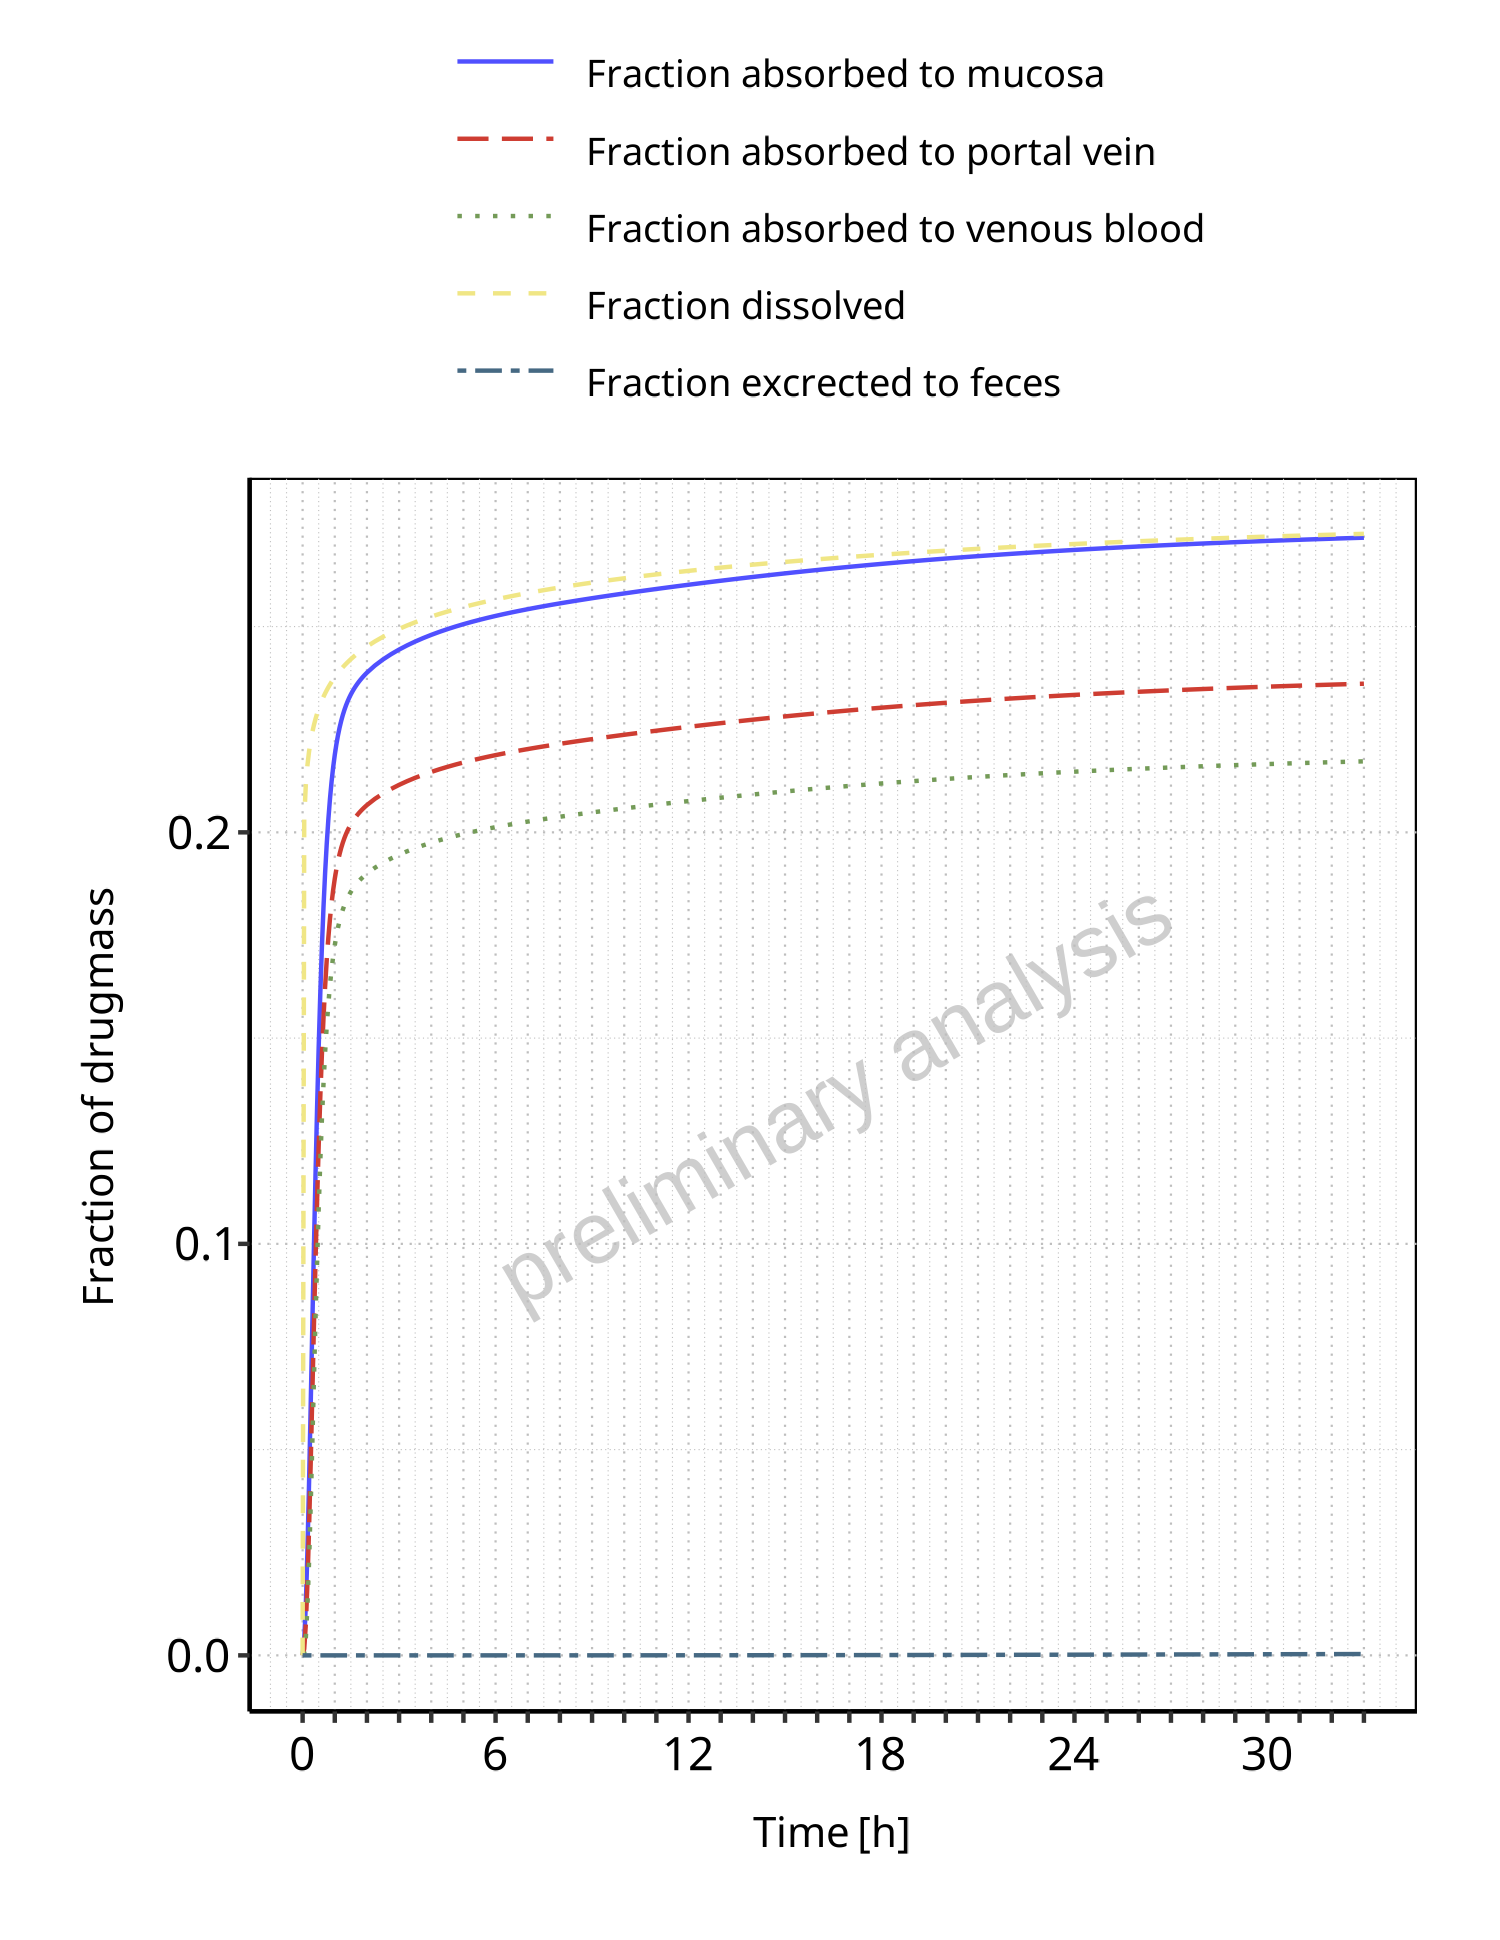 Fraction absorbed to mucosa
Fraction absorbed to portal vein
Fraction absorbed to venous blood
Fraction dissolved
Fraction excrected to feces
Fraction of drugmass
0.2
0.1
0.0
preliminary analysis
0 6 12 18 24 30
Time [h]